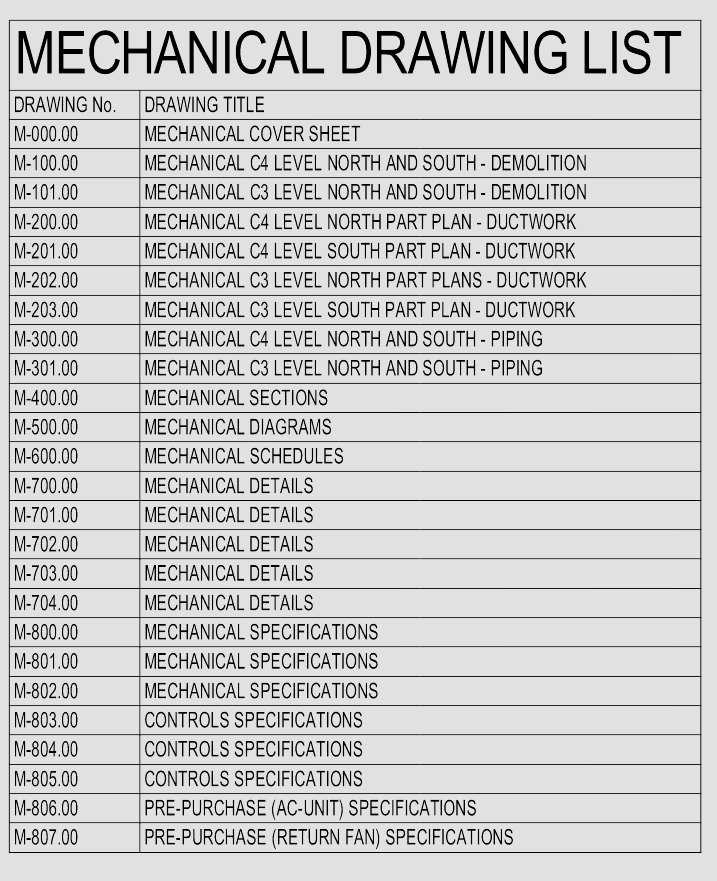 MECHANICAL DRAWING LIST
DRAWING No. DRAWING TITLE
M-000.00 MECHANICAL COVER SHEET
M-100.00 MECHANICAL C4 LEVEL NORTH AND SOUTH - DEMOLITION
M-101.00 MECHANICAL C3 LEVEL NORTH AND SOUTH - DEMOLITION
M-200.00 MECHANICAL C4 LEVEL NORTH PART PLAN - DUCTWORK
M-201.00 MECHANICAL C4 LEVEL SOUTH PART PLAN - DUCTWORK
M-202.00 MECHANICAL C3 LEVEL NORTH PART PLANS - DUCTWORK
M-203.00 MECHANICAL C3 LEVEL SOUTH PART PLAN - DUCTWORK
M-300.00 MECHANICAL C4 LEVEL NORTH AND SOUTH - PIPING
M-301.00 MECHANICAL C3 LEVEL NORTH AND SOUTH - PIPING
M-400.00 MECHANICAL SECTIONS
M-500.00 MECHANICAL DIAGRAMS
M-600.00 MECHANICAL SCHEDULES
M-700.00 MECHANICAL DETAILS
M-701.00 MECHANICAL DETAILS
M-702.00 MECHANICAL DETAILS
M-703.00 MECHANICAL DETAILS
M-704.00 MECHANICAL DETAILS
M-800.00 MECHANICAL SPECIFICATIONS
M-801.00 MECHANICAL SPECIFICATIONS
M-802.00 MECHANICAL SPECIFICATIONS
M-803.00 CONTROLS SPECIFICATIONS
M-804.00 CONTROLS SPECIFICATIONS
M-805.00 CONTROLS SPECIFICATIONS
M-806.00 PRE-PURCHASE (AC-UNIT) SPECIFICATIONS
M-807.00 PRE-PURCHASE (RETURN FAN) SPECIFICATIONS